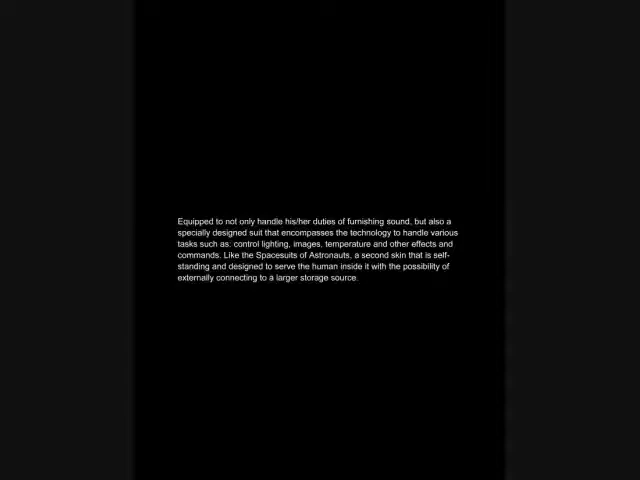 Equipped to not only handle his/her duties of furnishing sound, but also a
specially designed suit that encompasses the technology to handle various
tasks such as: control lighting, images, temperature and other effects and
commands. Like the Spacesuits of Astronauts, a second skin that is self-
standing and designed to serve the human inside it with the possibility of
externally connecting to a larger storage source.